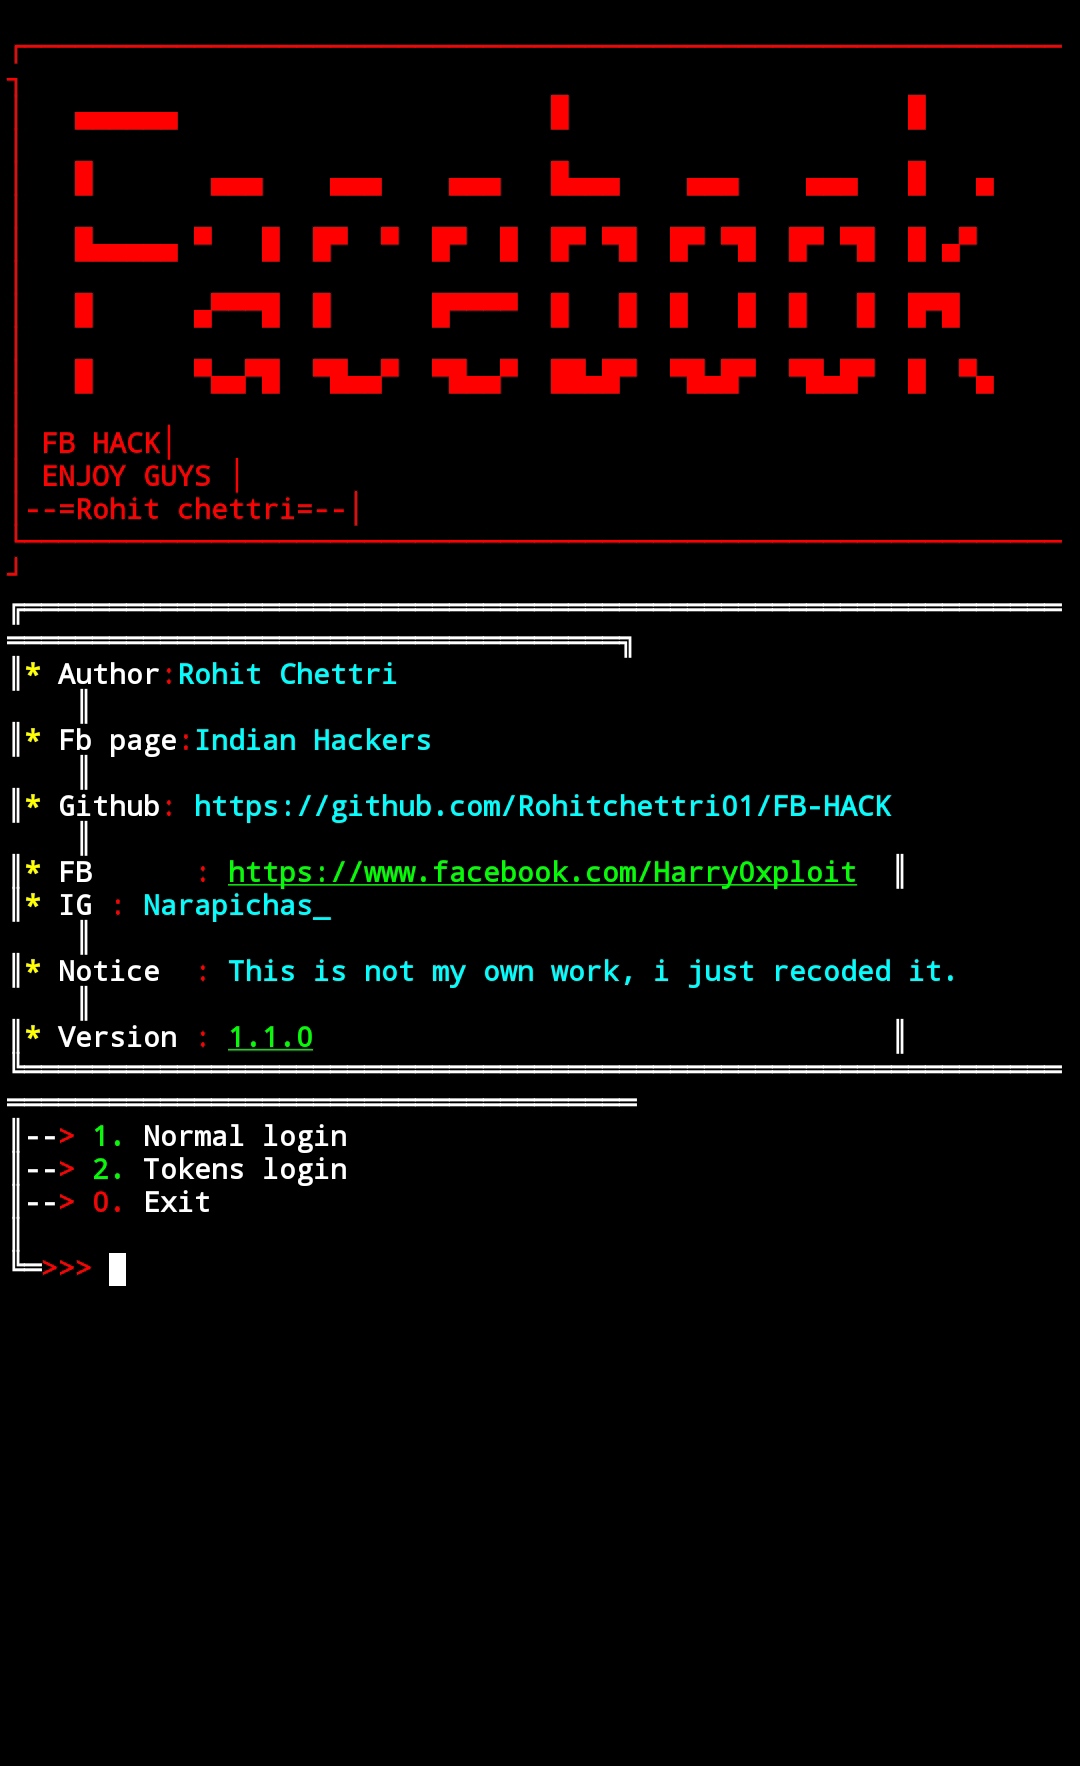 Facebook
FB HACK
ENJOY GUYS
--=Rohit chettri=--
* Author:Rohit Chettri
* Fb page:Indian Hackers
* Github: https://github.com/Rohitchettri01/FB-HACK
* FB : https://www.facebook.com/Harry0xploit
* IG : Narapichas_
* Notice : This is not my own work, i just recoded it.
* Version : 1.1.0
--> 1. Normal login
--> 2. Tokens login
--> 0. Exit
>>>